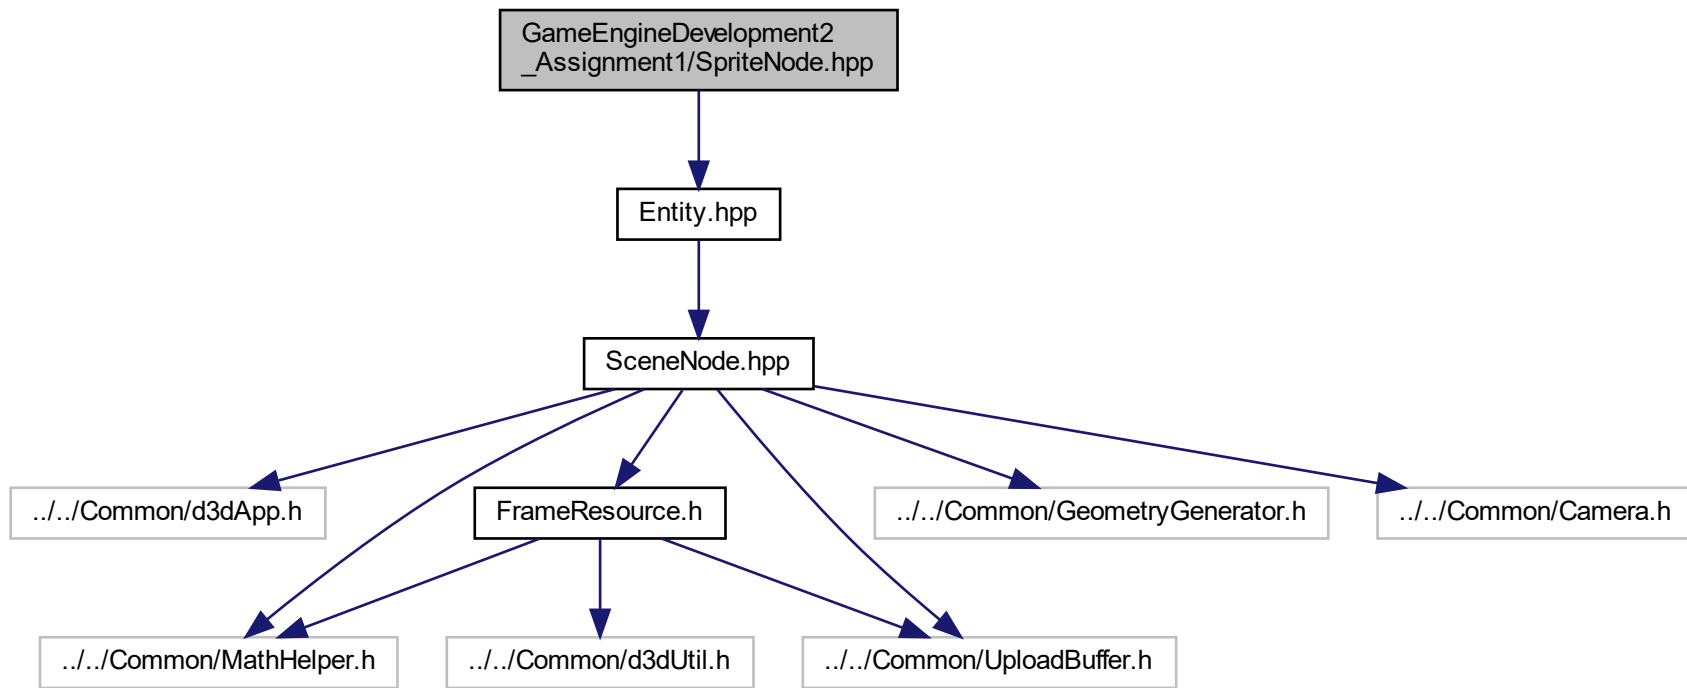 GameEngineDevelopment2
_Assignment1/SpriteNode.hpp
Entity.hpp
SceneNode.hpp
../../Common/d3dApp.h
FrameResource.h
../../Common/GeometryGenerator.h
../../Common/Camera.h
../../Common/MathHelper.h
../../Common/d3dUtil.h
../../Common/UploadBuffer.h